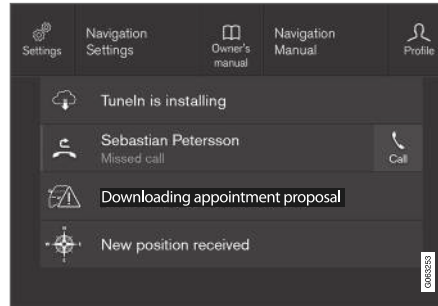 Settings
Navigation
Settings
Owner's
manual
Navigation
Manual
Profile
TuneIn is installing
Sebastian Petersson
Missed call
Call
Downloading appointment proposal
New position received
G063253